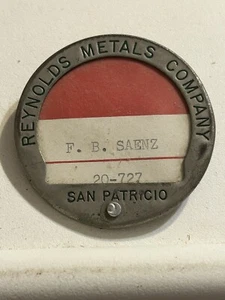 REYNOLDS METALS COMPANY
F. B. SAENZ
20-727
SAN PATRICIO